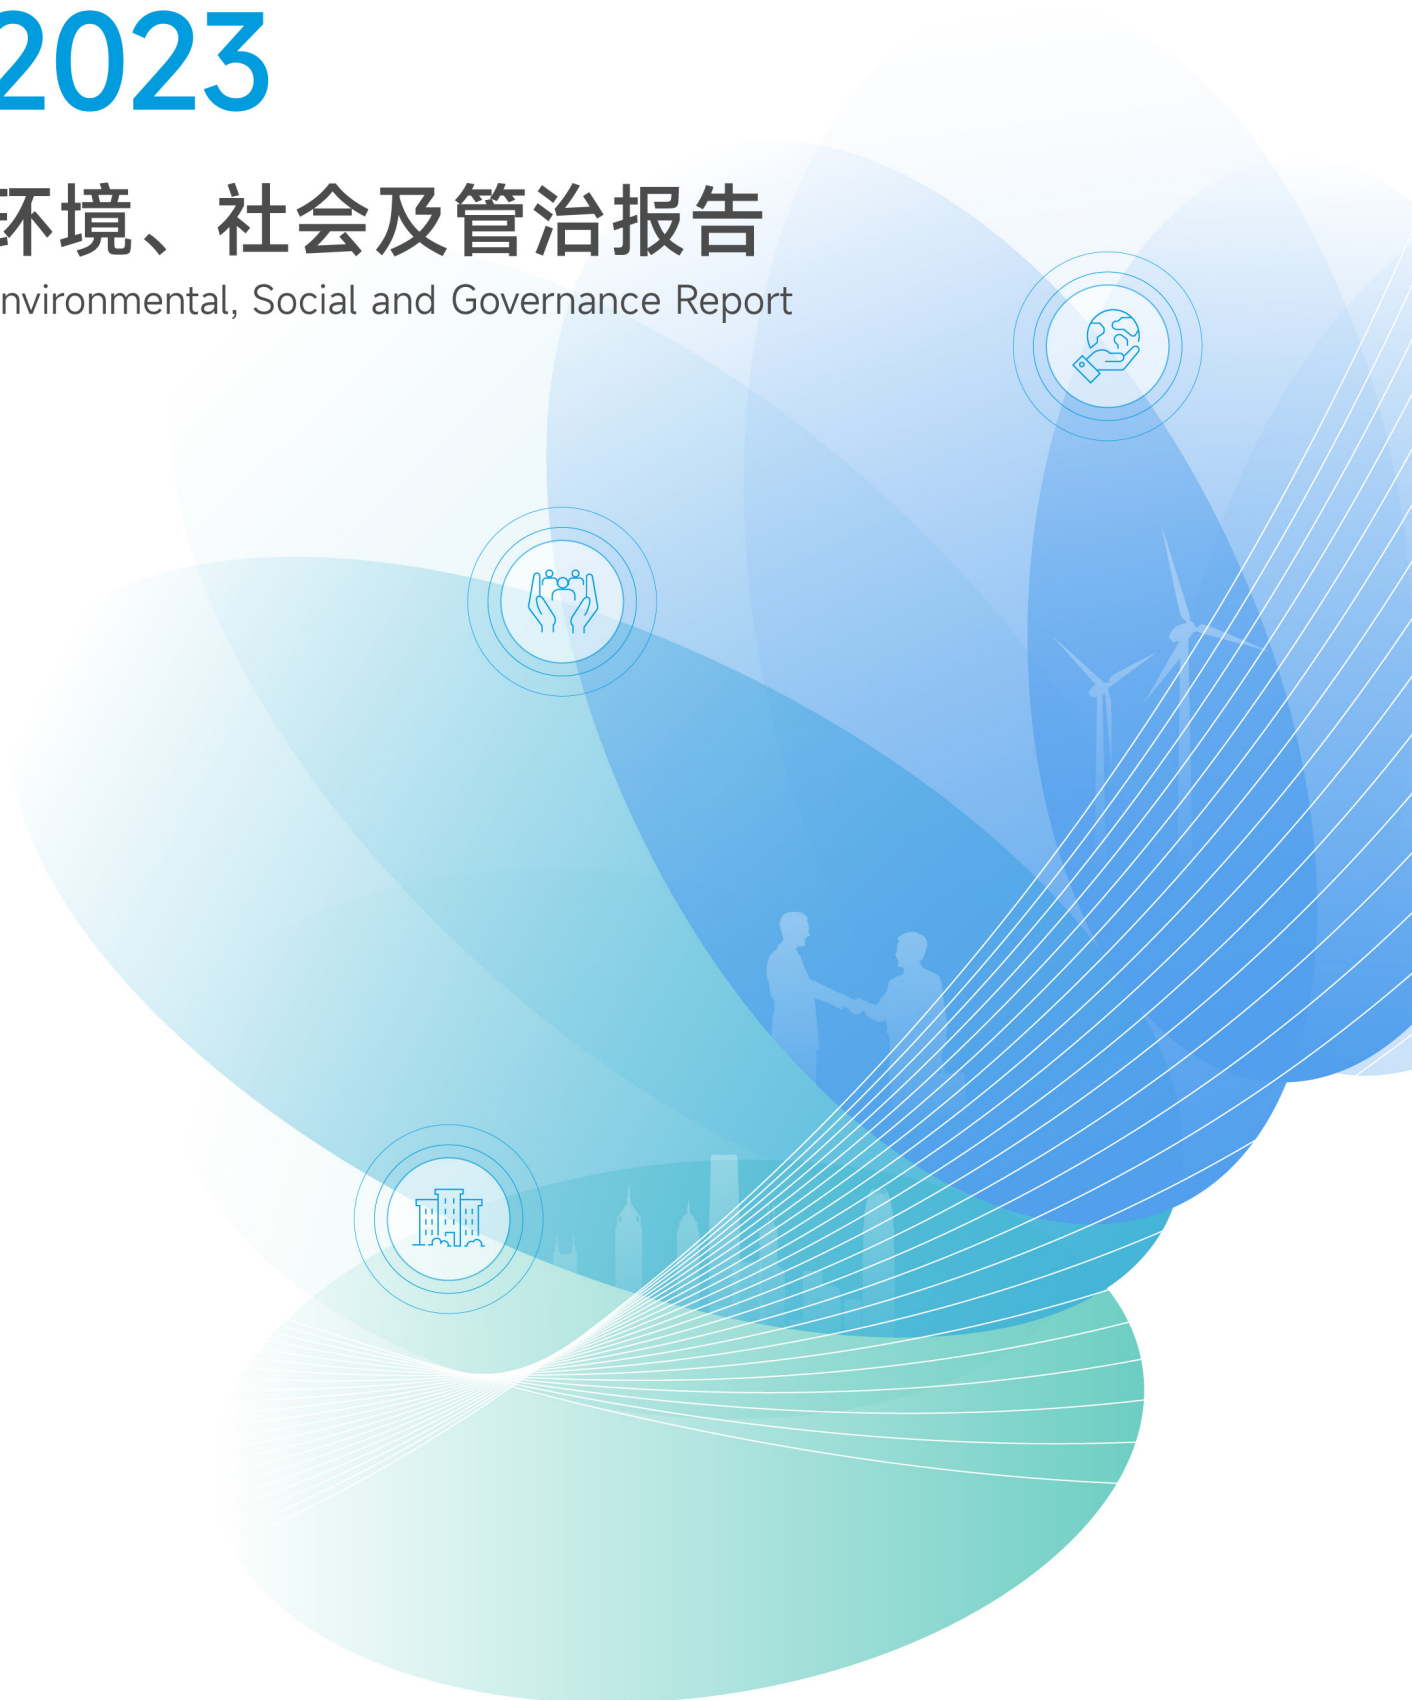 2023
环境、社会及管治报告
nvironmental, Social and Governance Report